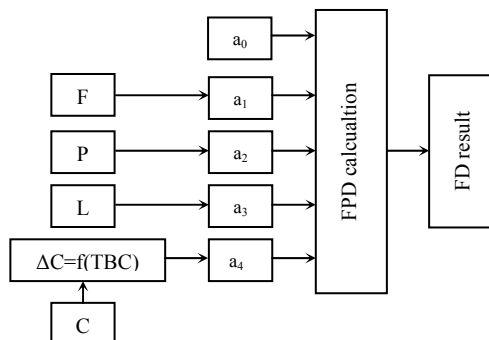 a₀
F
a₁
P
a₂
L
a₃
ΔC=f(TBC)
a₄
C
FPD calcualtion
FD result